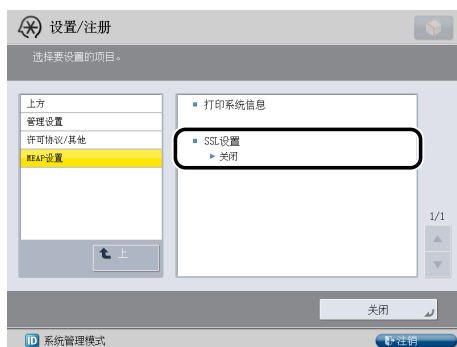 设置/注册
选择要设置的项目。
上方
管理设置
许可协议/其他
MEAP设置
上
打印系统信息
SSL设置
关闭
1/1
关闭
ID 系统管理模式
注销